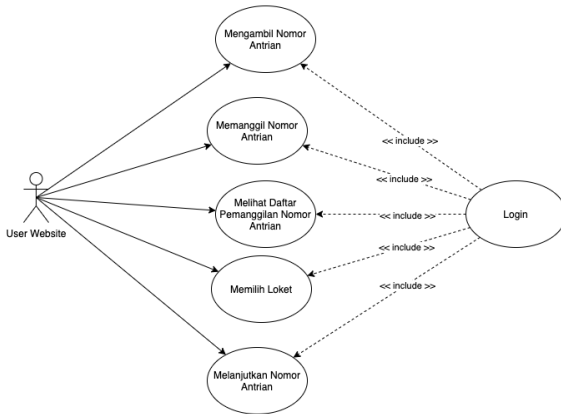 Mengambil Nomor
Antrian
Memanggil Nomor
Antrian
Melihat Daftar
Pemanggilan Nomor
Antrian
Memilih Loket
Melanjutkan Nomor
Antrian
User Website
<< include >>
<< include >>
<< include >>
<< include >>
<< include >>
Login